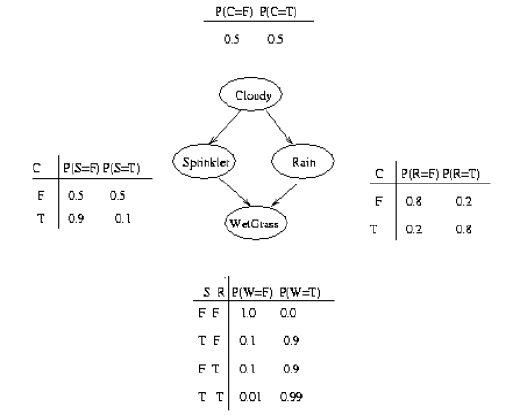 P(C=F) P(C=T)
0.5 0.5
Cloudy
Sprinkler
Rain
WetGrass
C P(S=F) P(S=T)
F 0.5 0.5
T 0.9 0.1
C P(R=F) P(R=T)
F 0.8 0.2
T 0.2 0.8
S R P(W=F) P(W=T)
F F 1.0 0.0
T F 0.1 0.9
F T 0.1 0.9
T T 0.01 0.99